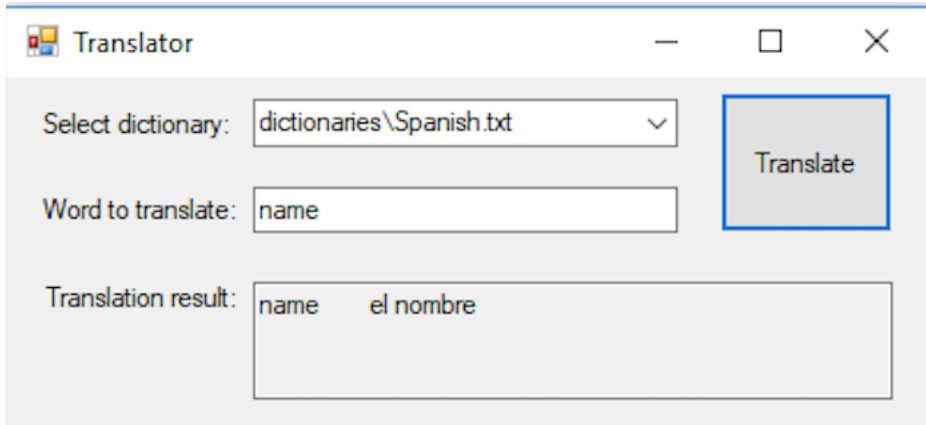 Translator
Select dictionary: dictionaries\Spanish.txt
Translate
Word to translate: name
Translation result: name el nombre